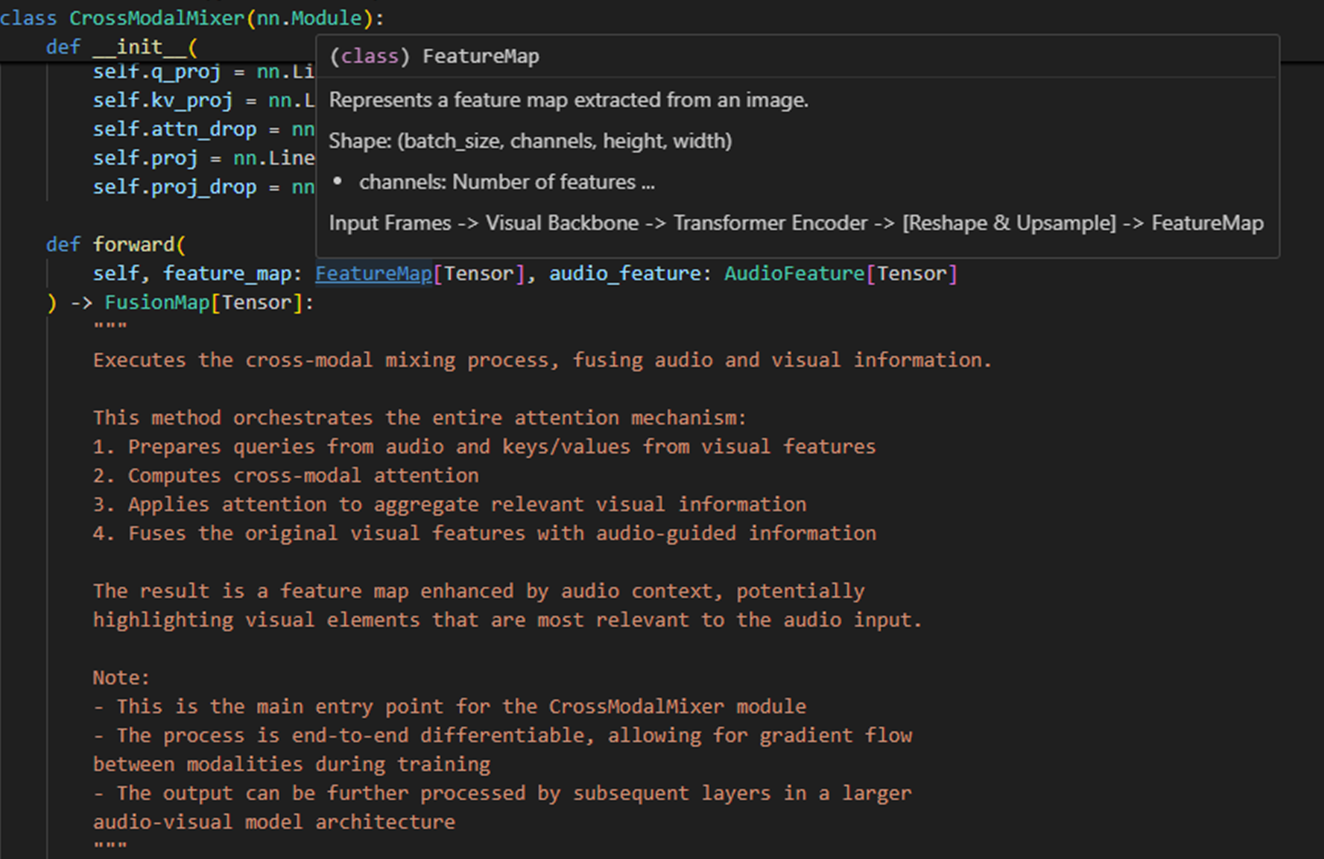 class CrossModalMixer(nn.Module):
def __init__(
self.q_proj = nn.Li
self.kv_proj = nn.L
self.attn_drop = nn
self.proj = nn.Line
self.proj_drop = nn
(class) FeatureMap
Represents a feature map extracted from an image.
Shape: (batch_size, channels, height, width)
• channels: Number of features ...
Input Frames -> Visual Backbone -> Transformer Encoder -> [Reshape & Upsample] -> FeatureMap
def forward(
self, feature_map: FeatureMap[Tensor], audio_feature: AudioFeature[Tensor]
) -> FusionMap[Tensor]:
"""
Executes the cross-modal mixing process, fusing audio and visual information.
This method orchestrates the entire attention mechanism:
1. Prepares queries from audio and keys/values from visual features
2. Computes cross-modal attention
3. Applies attention to aggregate relevant visual information
4. Fuses the original visual features with audio-guided information
The result is a feature map enhanced by audio context, potentially
highlighting visual elements that are most relevant to the audio input.
Note:
- This is the main entry point for the CrossModalMixer module
- The process is end-to-end differentiable, allowing for gradient flow
between modalities during training
- The output can be further processed by subsequent layers in a larger
audio-visual model architecture
"""